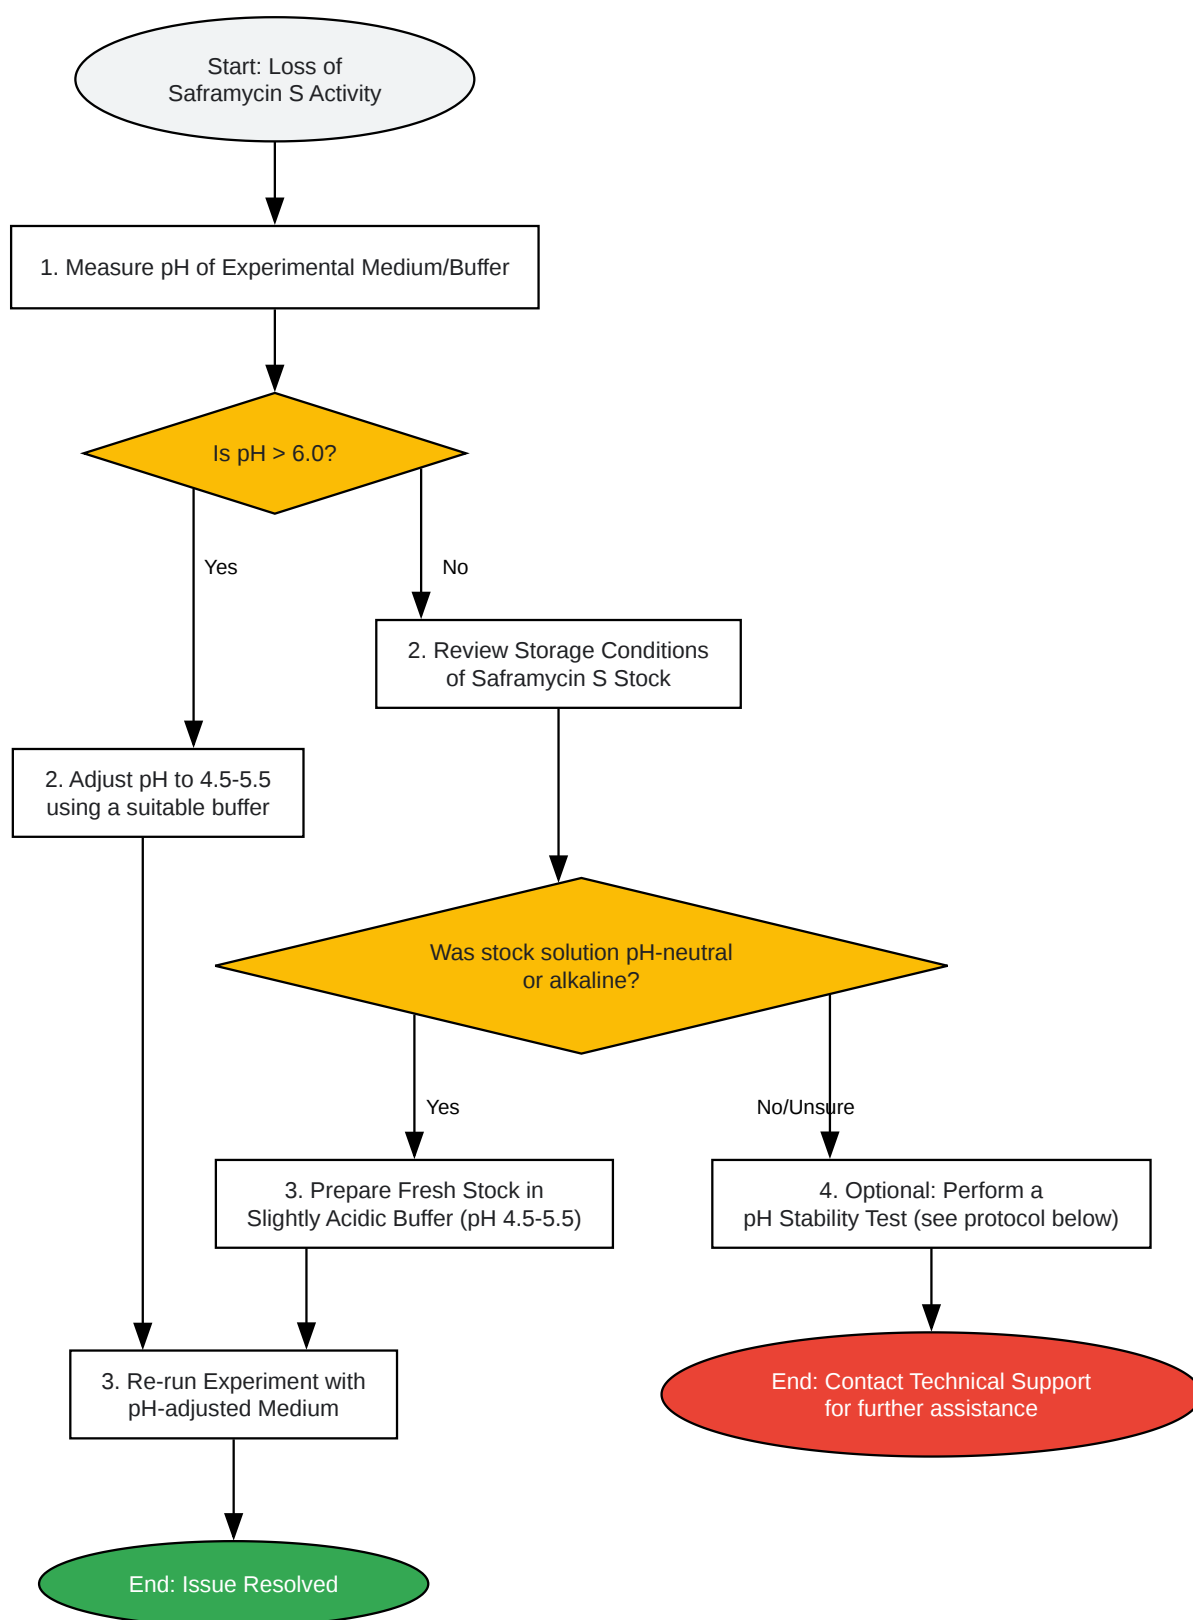 Start: Loss of
Saframycin S Activity
1. Measure pH of Experimental Medium/Buffer
Is pH > 6.0?
Yes
No
2. Review Storage Conditions
of Saframycin S Stock
2. Adjust pH to 4.5-5.5
using a suitable buffer
Was stock solution pH-neutral
or alkaline?
Yes
No/Unsure
3. Prepare Fresh Stock in
Slightly Acidic Buffer (pH 4.5-5.5)
4. Optional: Perform a
pH Stability Test (see protocol below)
3. Re-run Experiment with
pH-adjusted Medium
End: Contact Technical Support
for further assistance
End: Issue Resolved